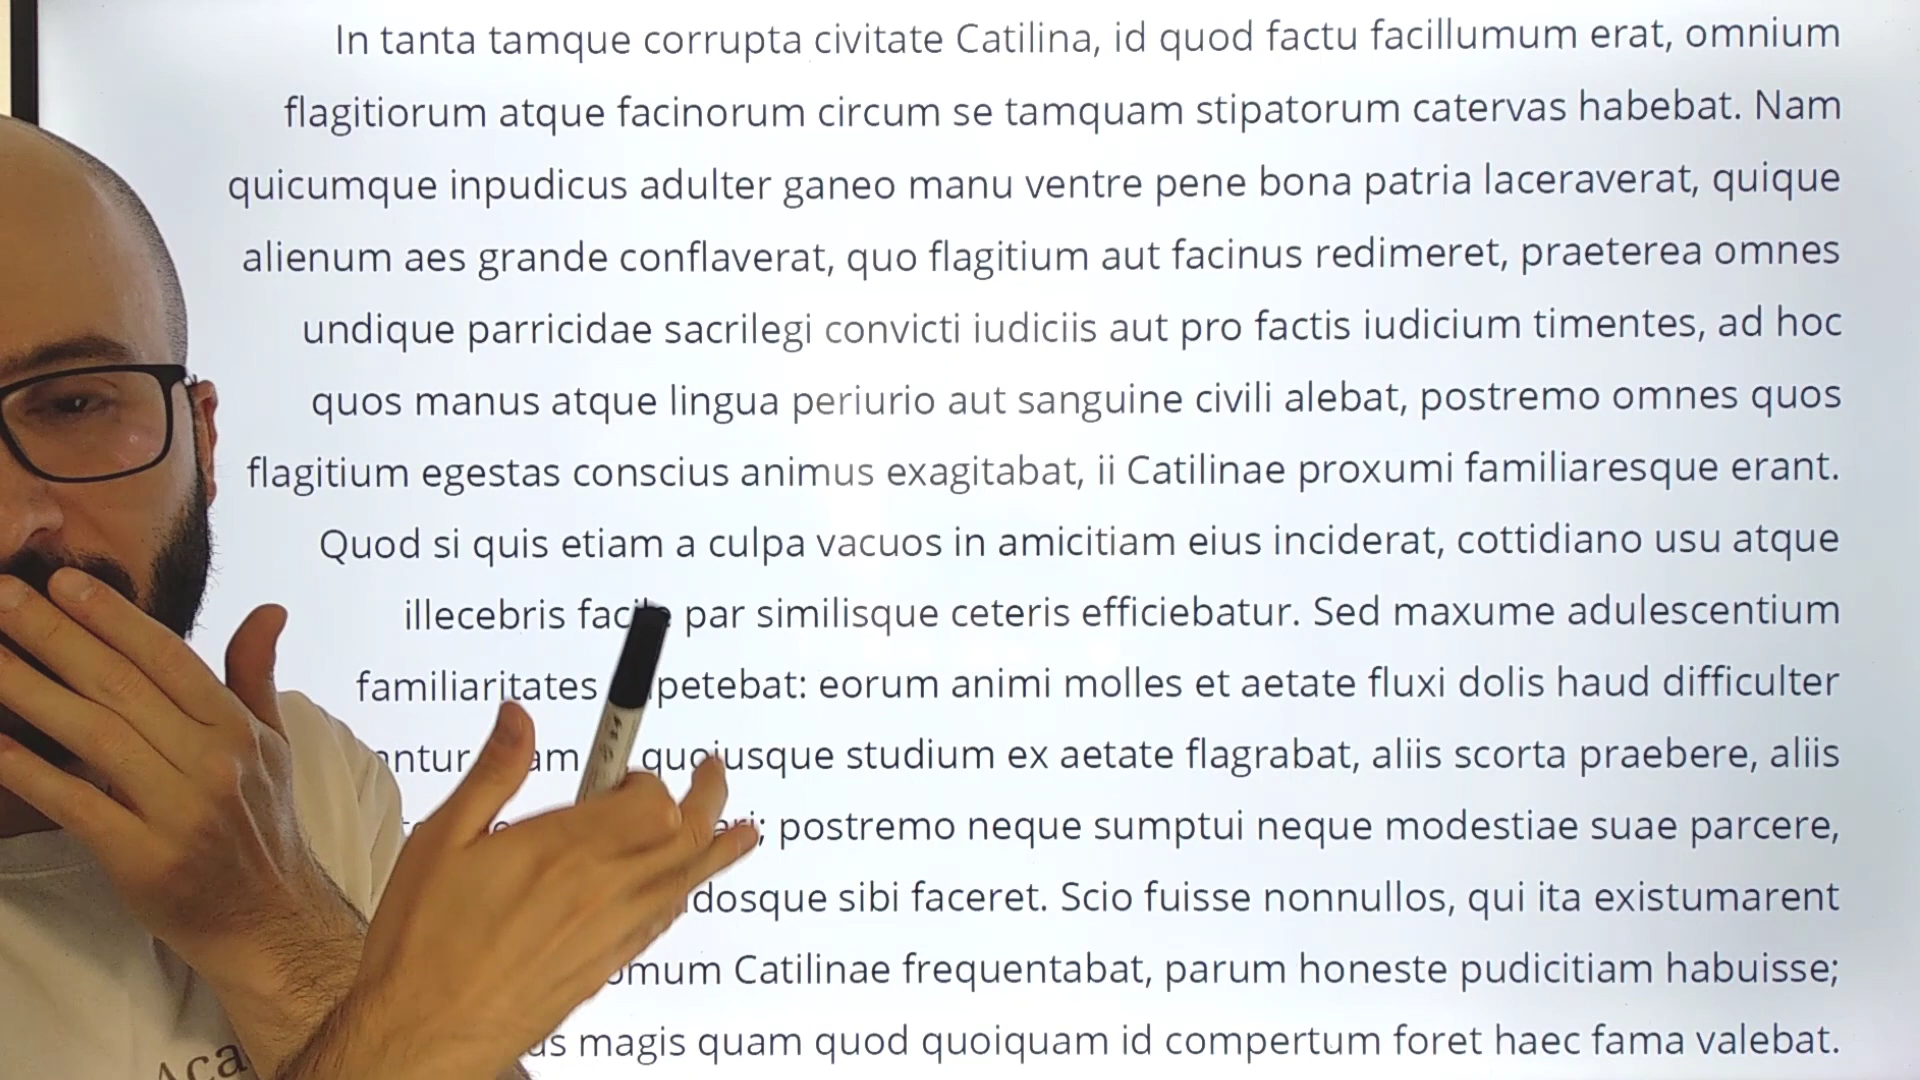 In tanta tamque corrupta civitate Catilina, id quod factu facillumum erat, omnium
flagitiorum atque facinorum circum se tamquam stipatorum catervas habebat. Nam
quicumque inpudicus adulter ganeo manu ventre pene bona patria laceraverat, quique
alienum aes grande conflaverat, quo flagitium aut facinus redimeret, praeterea omnes
undique parricidae sacrilegi convicti iudiciis aut pro factis iudicium timentes, ad hoc
quos manus atque lingua periurio aut sanguine civili alebat, postremo omnes quos
flagitium egestas conscius animus exagitabat, ii Catilinae proxumi familiaresque erant.
Quod si quis etiam a culpa vacuos in amicitiam eius inciderat, cottidiano usu atque
illecebris par similisque ceteris efficiebatur. Sed maxume adulescentium
familiaritates petebat: eorum animi molles et aetate fluxi dolis haud difficulter
quoiusque studium ex aetate flagrabat, aliis scorta praebere, aliis
postremo neque sumptui neque modestiae suae parcere,
dosque sibi faceret. Scio fuisse nonnullos, qui ita existumarent
Catilinae frequentabat, parum honeste pudicitiam habuisse;
magis quam quod quoiquam id compertum foret haec fama valebat.
Aca